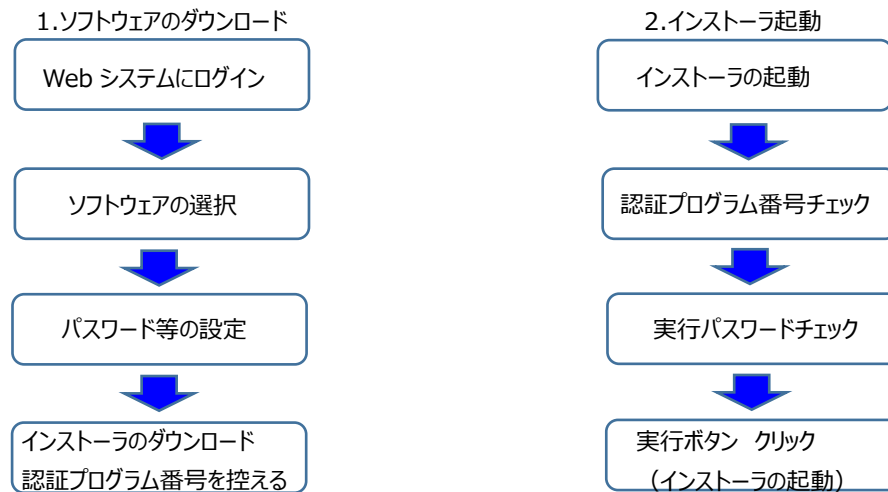 1.ソフトウェアのダウンロード
Web システムにログイン
ソフトウェアの選択
パスワード等の設定
インストーラのダウンロード
認証プログラム番号を控える
2.インストーラ起動
インストーラの起動
認証プログラム番号チェック
実行パスワードチェック
実行ボタン　クリック
（インストーラの起動）